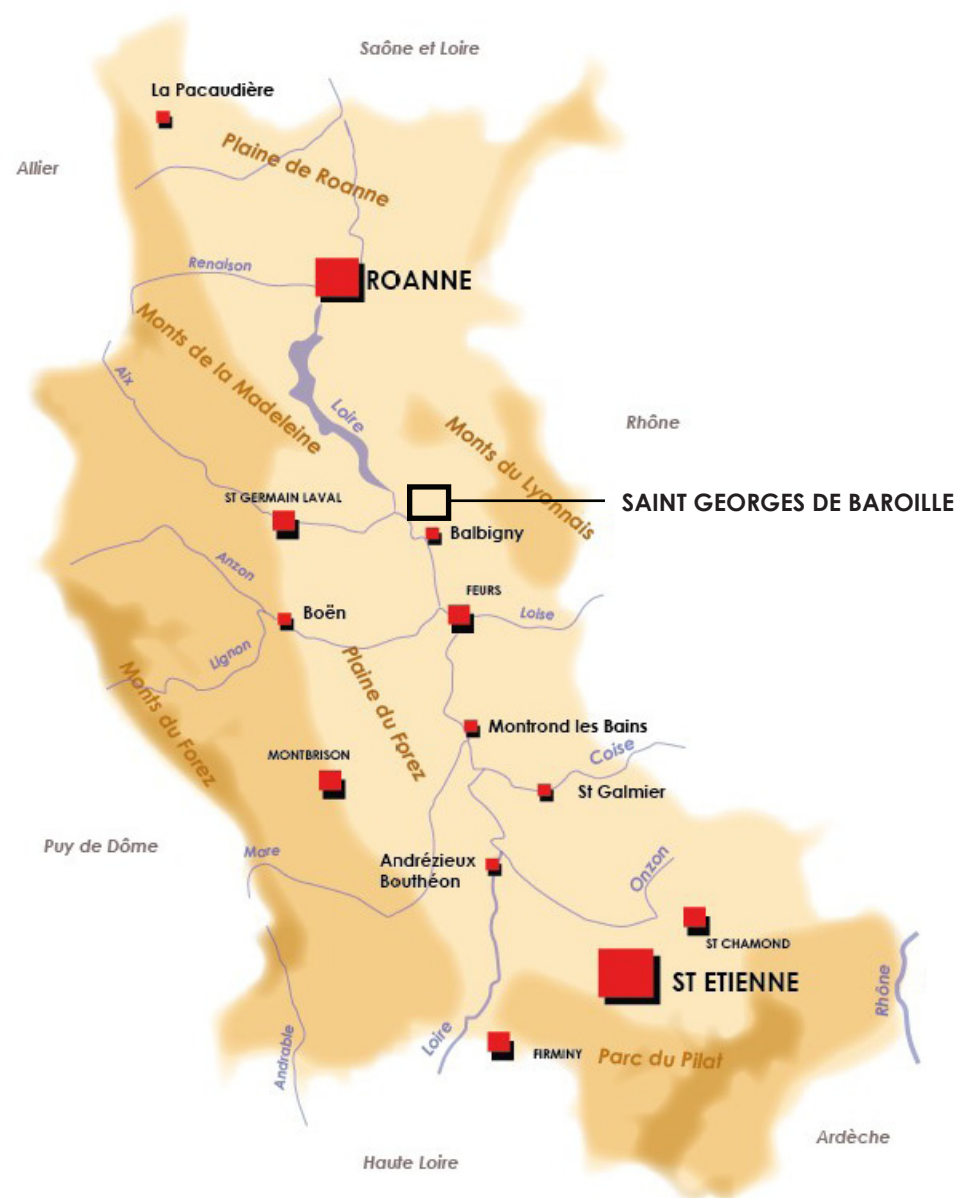 Saône et Loire
La Pacaudière
Plaine de Roanne
Allier
Renaison
ROANNE
Monts de la Madeleine
Aix
Loire
Rhône
Monts du Lyonnais
ST GERMAIN LAVAL
SAINT GEORGES DE BAROILLE
Balbigny
Anzon
FEURS
Boën
Loise
Lignon
Plaine du Forez
Monts du Forez
Montrond les Bains
Coise
MONTBRISON
St Galmier
Puy de Dôme
Mare
Andrézieux
Bouthéon
Onzon
ST CHAMOND
ST ETIENNE
Rhône
Loire
Andrable
FIRMINY
Parc du Pilat
Ardèche
Haute Loire